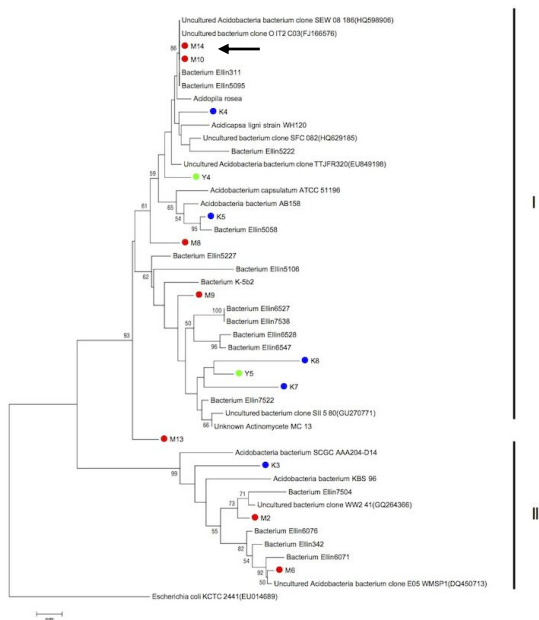 Uncultured Acidobacteria bacterium clone SEW 08 186(HQ598906)
Uncultured bacterium clone O IT2 C03(FJ166576)
86
M14
M10
Bacterium Ellin311
Bacterium Ellin5095
Acidopila rosea
K4
Acidicapsa ligni strain WH120
Uncultured bacterium clone SFC 082(HQ629185)
Bacterium Ellin5222
Uncultured Acidobacteria bacterium clone TTJFR320(EU849198)
59
Y4
Acidobacterium capsulatum ATCC 51196
65
Acidobacteria bacterium AB158
61
54
K5
95
Bacterium Ellin5058
M8
I
Bacterium Ellin5227
62
Bacterium Ellin5106
Bacterium K-5b2
M9
100
Bacterium Ellin6527
50
Bacterium Ellin7538
Bacterium Ellin6528
96
Bacterium Ellin6547
93
K8
Y5
K7
Bacterium Ellin7522
Uncultured bacterium clone SII 5 80(GU270771)
66
Unknown Actinomycete MC 13
M13
Acidobacteria bacterium SCGC AAA204-D14
99
K3
Acidobacteria bacterium KBS 96
71
Bacterium Ellin7504
73
Uncultured bacterium clone WW2 41(GQ264366)
M2
II
55
Bacterium Ellin6076
82
Bacterium Ellin342
54
Bacterium Ellin6071
92
M6
50
Uncultured Acidobacteria bacterium clone E05 WMSP1(DQ450713)
Escherichia coli KCTC 2441(EU014689)